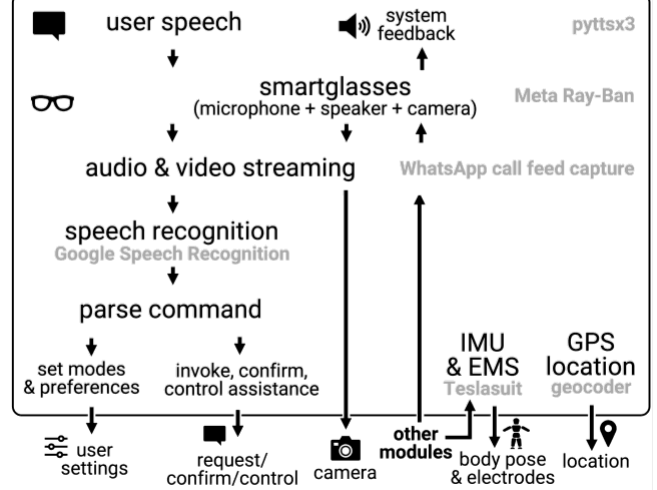 user speech
system
feedback
pyttsx3
smartglasses
(microphone + speaker + camera)
Meta Ray-Ban
audio & video streaming
WhatsApp call feed capture
speech recognition
Google Speech Recognition
parse command
set modes
& preferences
invoke, confirm,
control assistance
IMU
& EMS
Teslasuit
GPS
location
geocoder
user
settings
request/
confirm/control
camera
other
modules
body pose
& electrodes
location